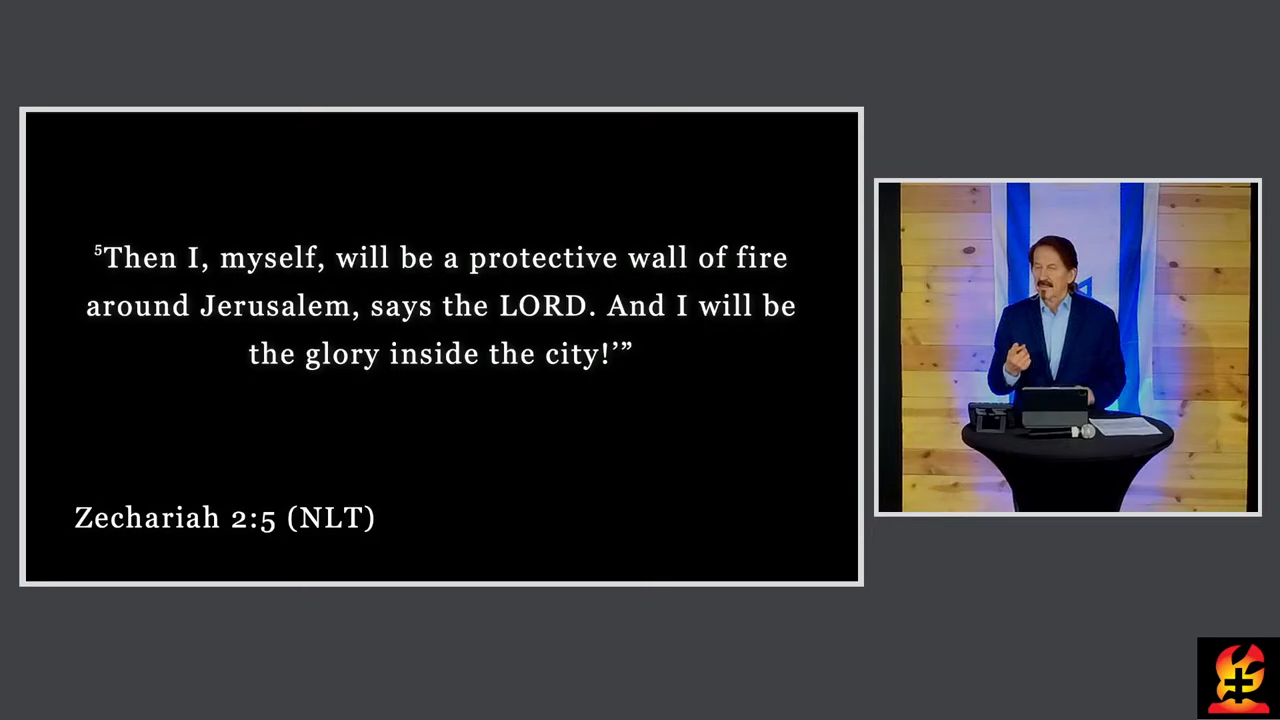 ⁵Then I, myself, will be a protective wall of fire
around Jerusalem, says the LORD. And I will be
the glory inside the city!’”
Zechariah 2:5 (NLT)